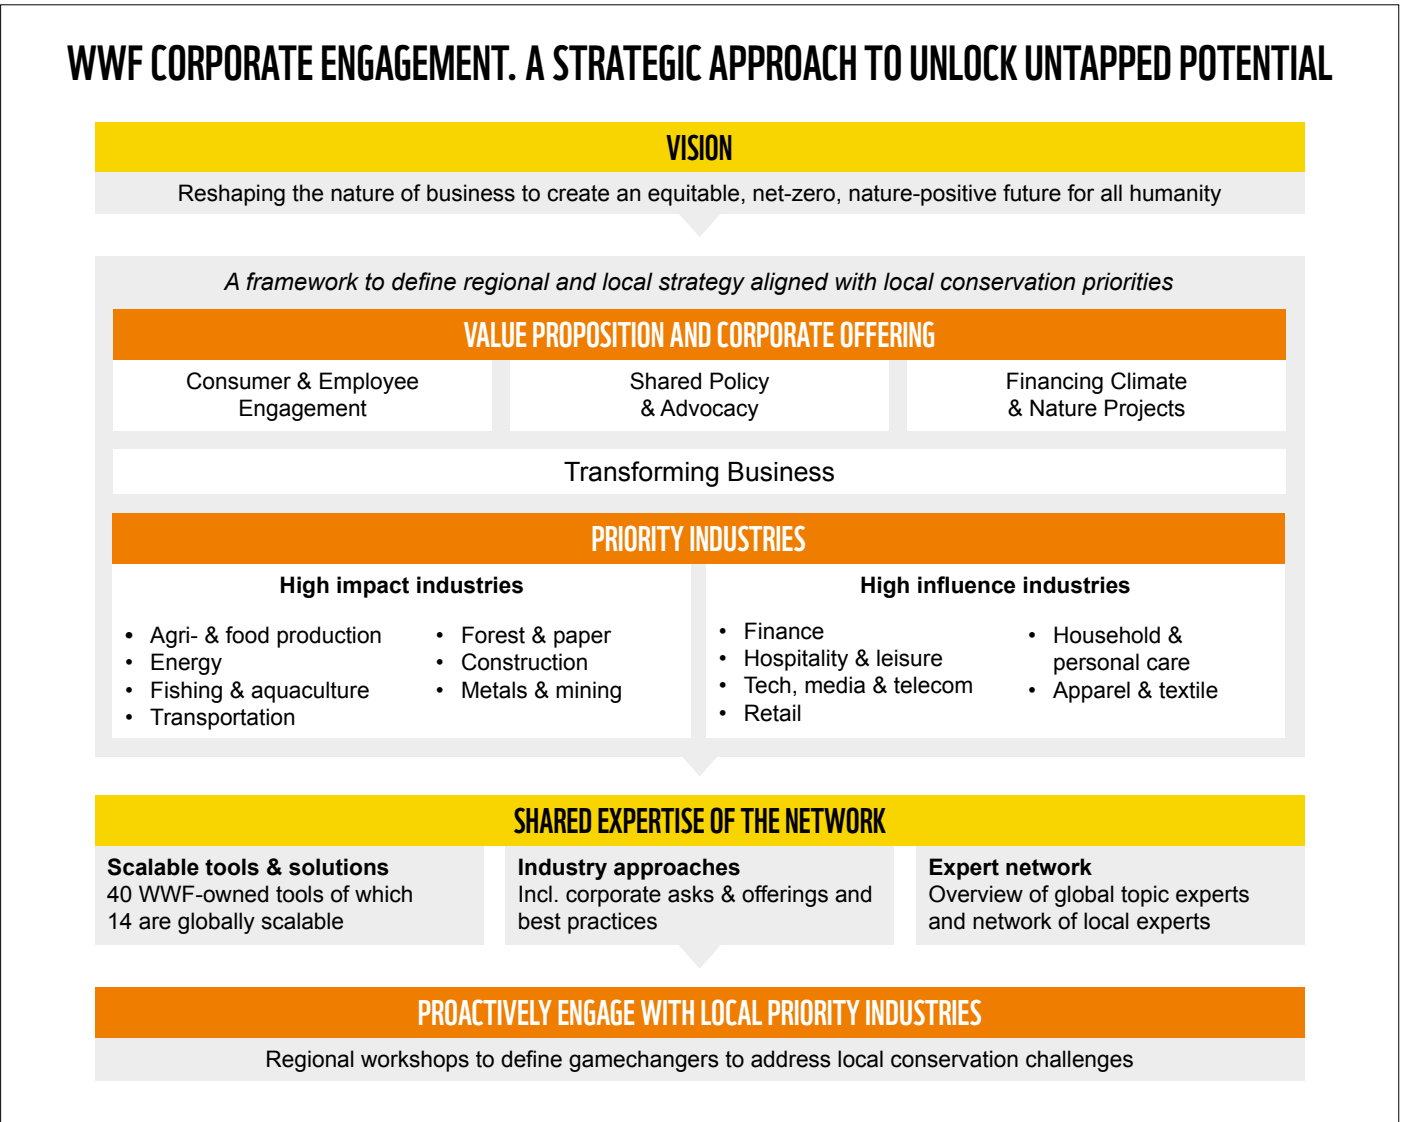 WWF CORPORATE ENGAGEMENT. A STRATEGIC APPROACH TO UNLOCK UNTAPPED POTENTIAL
VISION
Reshaping the nature of business to create an equitable, net-zero, nature-positive future for all humanity
A framework to define regional and local strategy aligned with local conservation priorities
VALUE PROPOSITION AND CORPORATE OFFERING
Consumer & Employee
Engagement
Shared Policy
& Advocacy
Financing Climate
& Nature Projects
Transforming Business
PRIORITY INDUSTRIES
High impact industries
• Agri- & food production
• Energy
• Fishing & aquaculture
• Transportation
• Forest & paper
• Construction
• Metals & mining
High influence industries
• Finance
• Hospitality & leisure
• Tech, media & telecom
• Retail
• Household &
personal care
• Apparel & textile
SHARED EXPERTISE OF THE NETWORK
Scalable tools & solutions
40 WWF-owned tools of which
14 are globally scalable
Industry approaches
Incl. corporate asks & offerings and
best practices
Expert network
Overview of global topic experts
and network of local experts
PROACTIVELY ENGAGE WITH LOCAL PRIORITY INDUSTRIES
Regional workshops to define gamechangers to address local conservation challenges